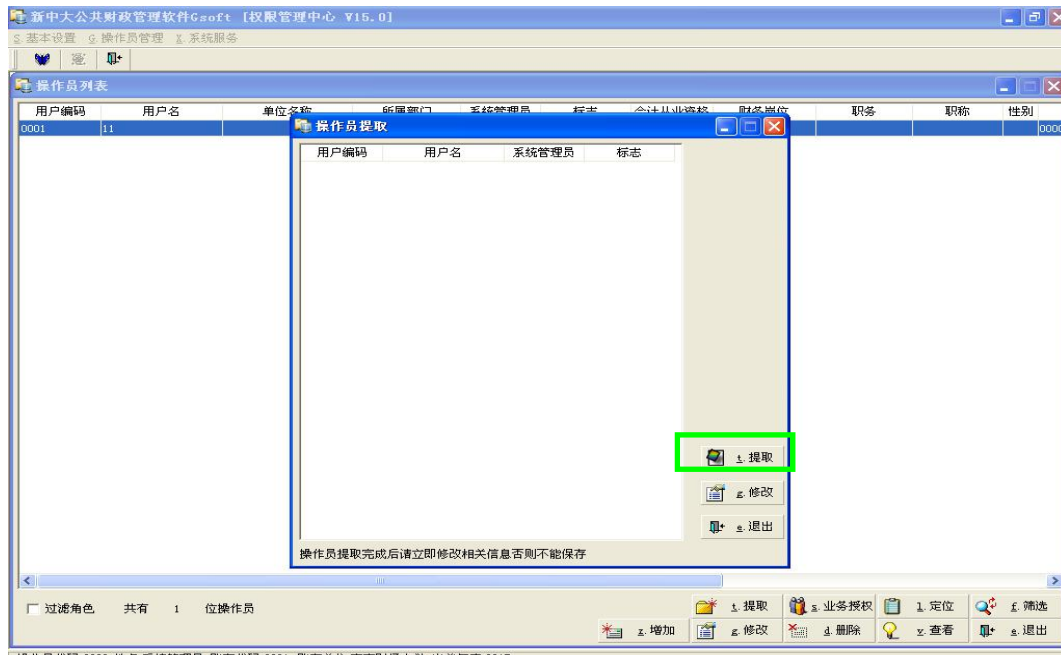 新中大公共财政管理软件Gsoft [权限管理中心 V15.0]
S.基本设置 G.操作员管理 X.系统服务
操作员列表
用户编码 用户名 单位名称 所属部门 系统管理员 标志 会计从业资格 财务岗位 职务 职称 性别
0001 11 0000
操作员提取
用户编码 用户名 系统管理员 标志
t.提取
g.修改
e.退出
操作员提取完成后请立即修改相关信息否则不能保存
过滤角色 共有 1 位操作员
t.提取 s.业务授权 l.定位 f.筛选
z.增加 g.修改 d.删除 v.查看 e.退出